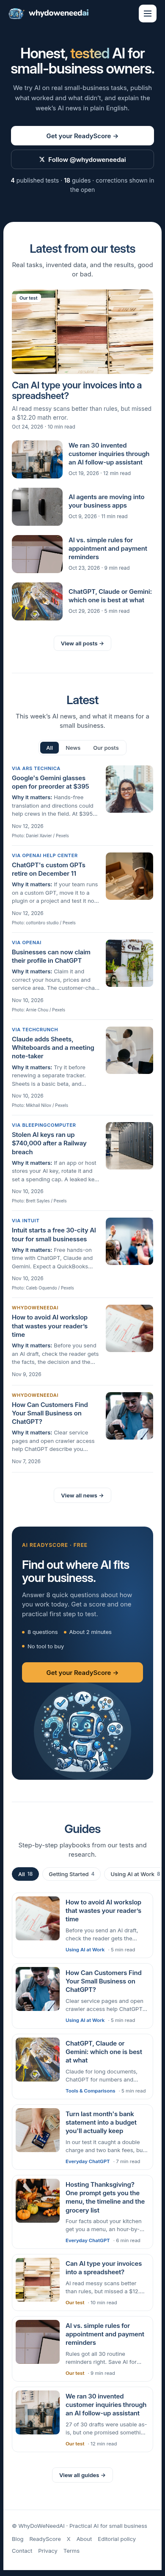 whydoweneedai
Honest, tested AI for
small-business owners.
We try AI on real small-business tasks, publish
what worked and what didn't, and explain the
week's news in plain English.
Get your ReadyScore →
Follow @whydoweneedai
4 published tests · 18 guides · corrections shown in
the open
Latest from our tests
Real tasks, invented data, and the results, good
or bad.
Our test
Can AI type your invoices into a
spreadsheet?
AI read messy scans better than rules, but missed
a $12.20 math error.
Oct 24, 2026 · 10 min read
We ran 30 invented
customer inquiries through
an AI follow-up assistant
Oct 19, 2026 · 12 min read
AI agents are moving into
your business apps
Oct 9, 2026 · 11 min read
AI vs. simple rules for
appointment and payment
reminders
Oct 23, 2026 · 9 min read
ChatGPT, Claude or Gemini:
which one is best at what
Oct 29, 2026 · 5 min read
View all posts →
Latest
This week's AI news, and what it means for a
small business.
All
News
Our posts
VIA ARS TECHNICA
Google's Gemini glasses
open for preorder at $395
Why it matters: Hands-free
translation and directions could
help crews in the field. AI $395...
Nov 12, 2026
Photo: Daniel Xavier / Pexels
VIA OPENAI HELP CENTER
ChatGPT's custom GPTs
retire on December 11
Why it matters: If your team runs
on a custom GPT, move it to a
plugin or a project and test it no...
Nov 12, 2026
Photo: cottonbro studio / Pexels
VIA OPENAI
Businesses can now claim
their profile in ChatGPT
Why it matters: Claim it and
correct your hours, prices and
service area. The customer-cha...
Nov 10, 2026
Photo: Amie Chou / Pexels
VIA TECHCRUNCH
Claude adds Sheets,
Whiteboards and a meeting
note-taker
Why it matters: Try it before
renewing a separate tracker.
Sheets is a basic beta, and...
Nov 10, 2026
Photo: Mikhail Nilov / Pexels
VIA BLEEPINGCOMPUTER
Stolen AI keys ran up
$740,000 after a Railway
breach
Why it matters: If an app or host
stores your AI key, rotate it and
set a spending cap. A leaked ke...
Nov 10, 2026
Photo: Brett Sayles / Pexels
VIA INTUIT
Intuit starts a free 30-city AI
tour for small businesses
Why it matters: Free hands-on
time with ChatGPT, Claude and
Gemini. Expect a QuickBooks...
Nov 10, 2026
Photo: Caleb Oquendo / Pexels
WHYDOWENEEDAI
How to avoid AI workslop
that wastes your reader's
time
Why it matters: Before you send
an AI draft, check the reader gets
the facts, the decision and the...
Nov 9, 2026
WHYDOWENEEDAI
How Can Customers Find
Your Small Business on
ChatGPT?
Why it matters: Clear service
pages and open crawler access
help ChatGPT describe you...
Nov 7, 2026
View all news →
AI READYSCORE · FREE
Find out where AI fits
your business.
Answer 8 quick questions about how
you work today. Get a score and one
practical first step to test.
8 questions
About 2 minutes
No tool to buy
Get your ReadyScore →
Guides
Step-by-step playbooks from our tests and
research.
All 18
Getting Started 4
Using AI at Work 6
How to avoid AI workslop
that wastes your reader's
time
Before you send an AI draft,
check the reader gets the...
Using AI at Work · 5 min read
How Can Customers Find
Your Small Business on
ChatGPT?
Clear service pages and open
crawler access help ChatGPT...
Using AI at Work · 5 min read
ChatGPT, Claude or
Gemini: which one is best
at what
Claude for long documents,
ChatGPT for numbers and...
Tools & Comparisons · 5 min read
Turn last month's bank
statement into a budget
you'll actually keep
In our test it caught a double
charge and two bank fees, bu...
Everyday ChatGPT · 7 min read
Hosting Thanksgiving?
One prompt gets you the
menu, the timeline and the
grocery list
Four facts about your kitchen
get you a menu, an hour-by-...
Everyday ChatGPT · 6 min read
Can AI type your invoices
into a spreadsheet?
AI read messy scans better
than rules, but missed a $12....
Our test · 10 min read
AI vs. simple rules for
appointment and payment
reminders
Rules got all 30 routine
reminders right. Save AI for...
Our test · 9 min read
We ran 30 invented
customer inquiries through
an AI follow-up assistant
27 of 30 drafts were usable as-
is, but one promised somethi...
Our test · 12 min read
View all guides →
© WhyDoWeNeedAI · Practical AI for small business
Blog ReadyScore X About Editorial policy
Contact Privacy Terms